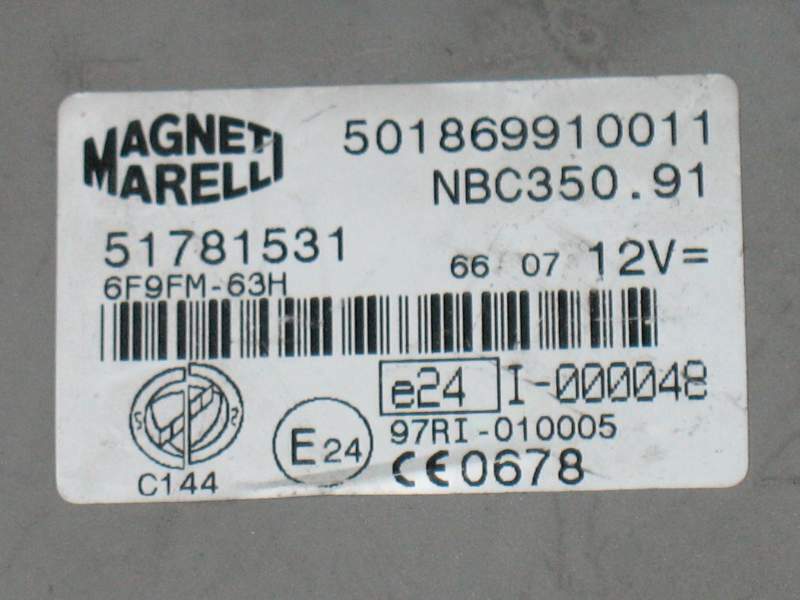 MAGNETI
MARELLI
501869910011
NBC350.91
51781531
66 07 12V=
6F9FM-63H
e24 I-000048
97RI-010005
E24
C144
CE0678